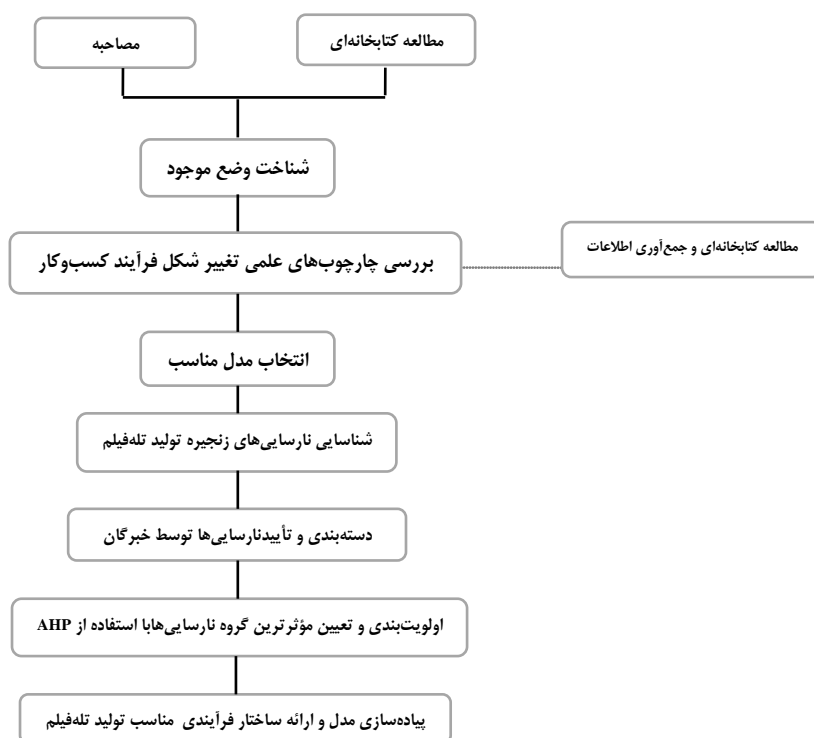 مطالعه کتابخانه‌ای
مصاحبه
شناخت وضع موجود
بررسی چارچوب‌های علمی تغییر شکل فرآیند کسب‌وکار
مطالعه کتابخانه‌ای و جمع‌آوری اطلاعات
انتخاب مدل مناسب
شناسایی نارسایی‌های زنجیره تولید تله‌فیلم
دسته‌بندی و تأییدنارسایی‌ها توسط خبرگان
اولویت‌بندی و تعیین مؤثرترین گروه نارسایی‌هابا استفاده از AHP
پیاده‌سازی مدل و ارائه ساختار فرآیندی مناسب تولید تله‌فیلم